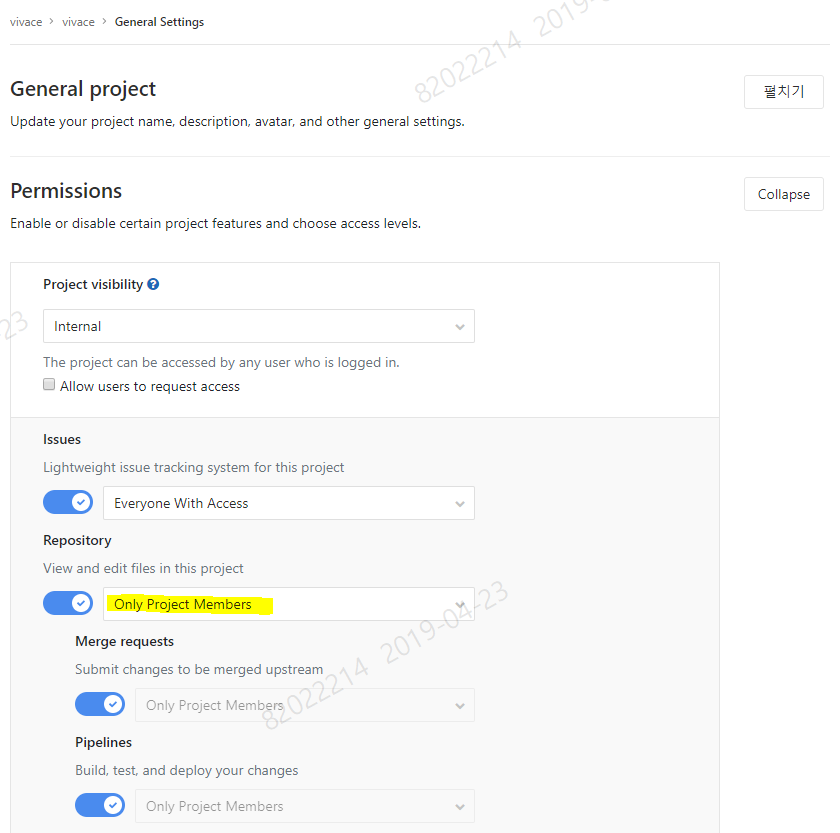 vivace > vivace > General Settings
General project
펼치기
Update your project name, description, avatar, and other general settings.
Permissions
Collapse
Enable or disable certain project features and choose access levels.
Project visibility
Internal
The project can be accessed by any user who is logged in.
Allow users to request access
Issues
Lightweight issue tracking system for this project
Everyone With Access
Repository
View and edit files in this project
Only Project Members
Merge requests
Submit changes to be merged upstream
Only Project Members
Pipelines
Build, test, and deploy your changes
Only Project Members
82022214 2019-
23
82022214 2019-04-23